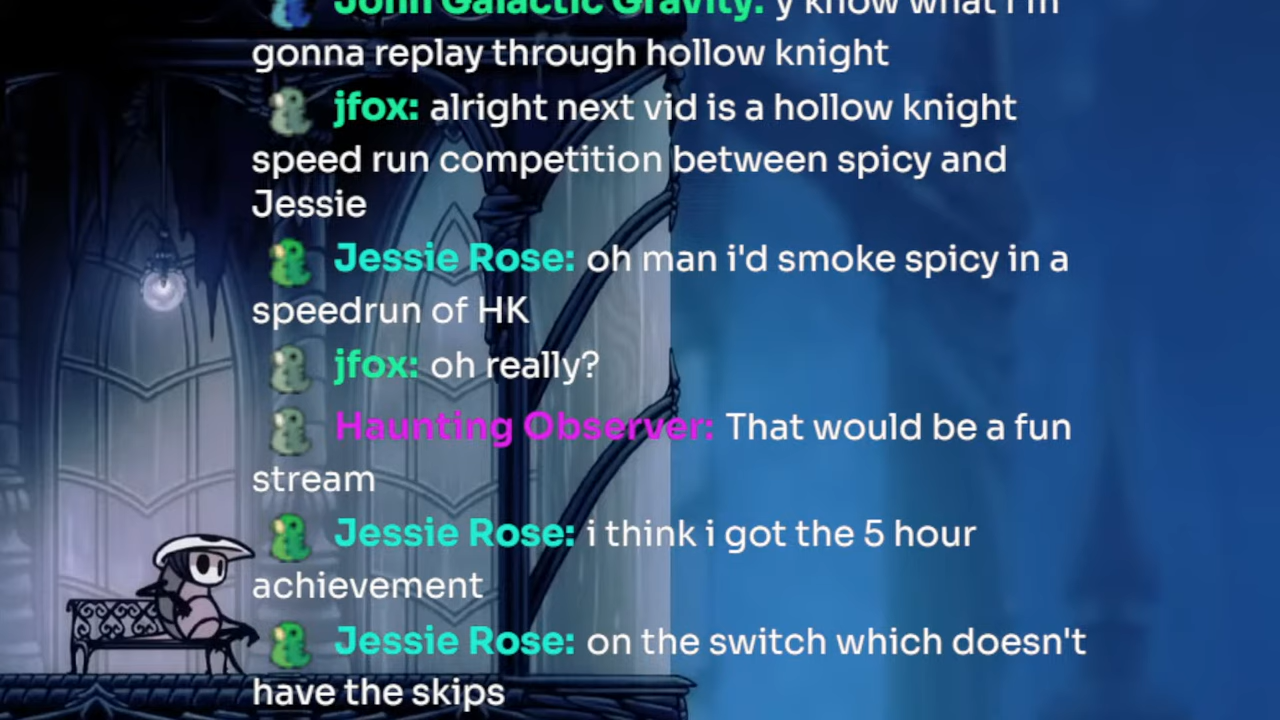 John Galactic Gravity: y'know what i'm
gonna replay through hollow knight
jfox: alright next vid is a hollow knight
speed run competition between spicy and
Jessie
Jessie Rose: oh man i'd smoke spicy in a
speedrun of HK
jfox: oh really?
Haunting Observer: That would be a fun
stream
Jessie Rose: i think i got the 5 hour
achievement
Jessie Rose: on the switch which doesn't
have the skips